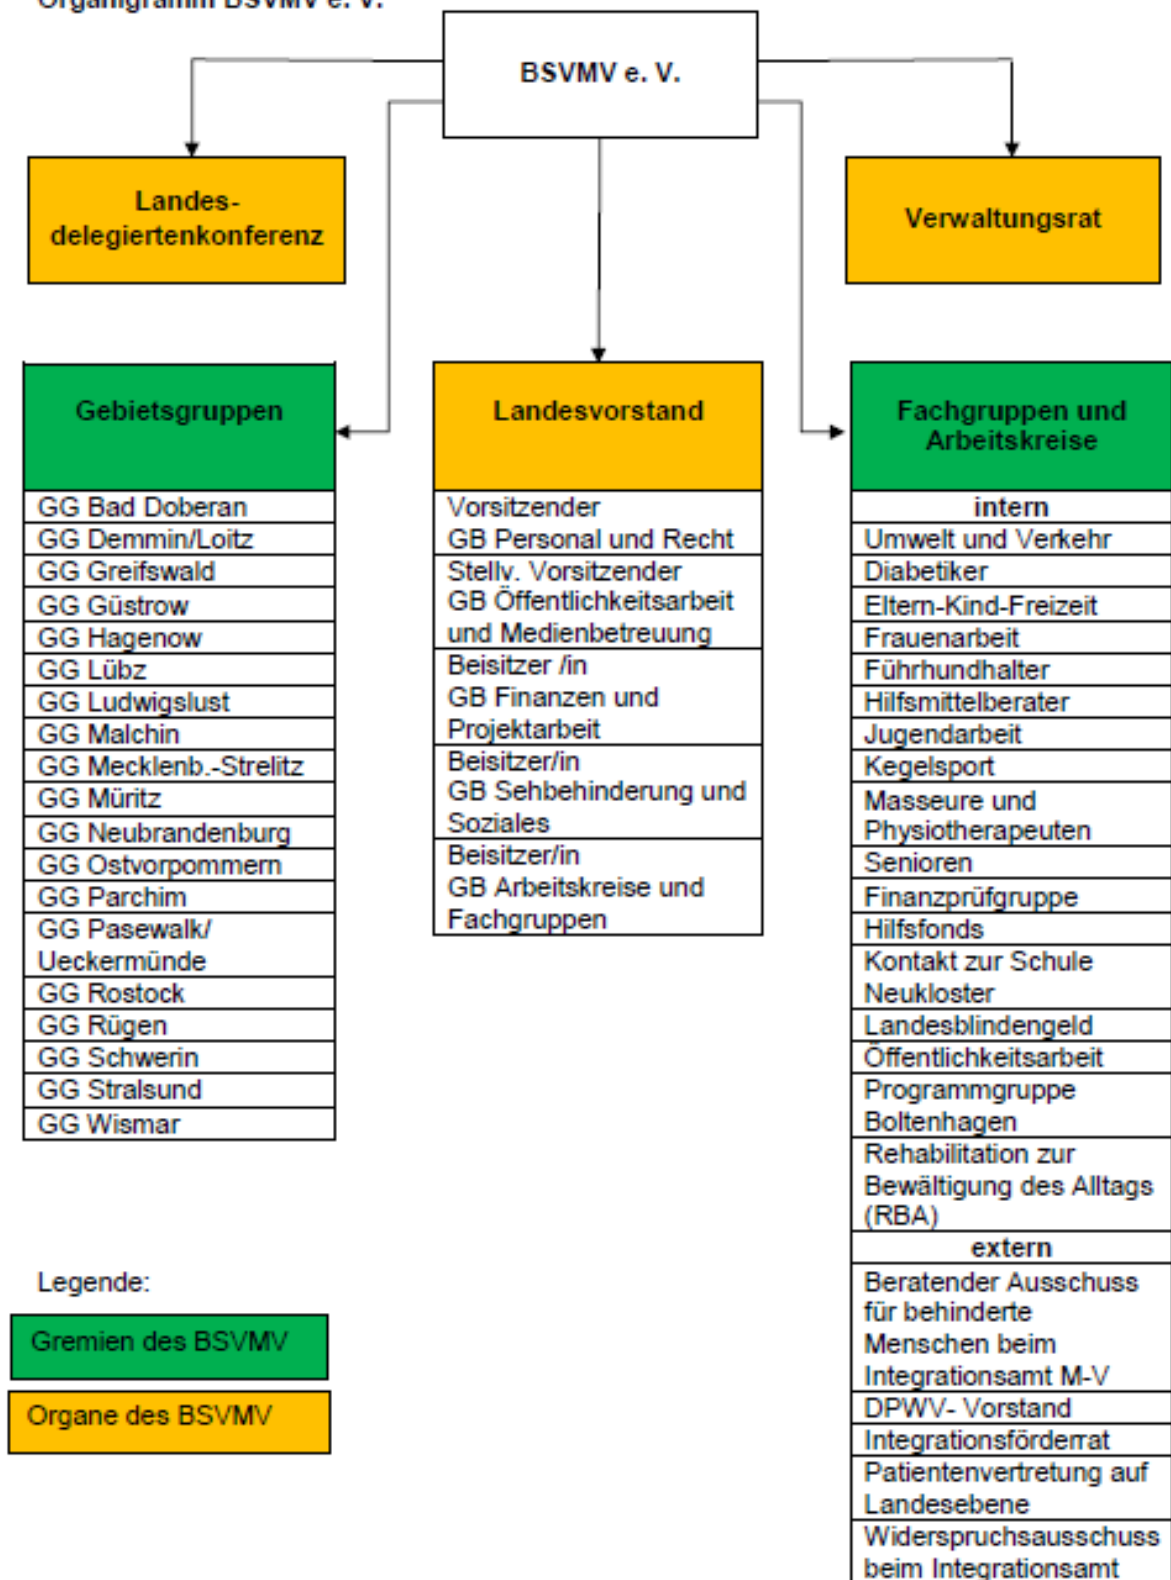 Organigramm BSVMV e. V.
BSVMV e. V.
Landes-
delegiertenkonferenz
Verwaltungsrat
Gebietsgruppen
GG Bad Doberan
GG Demmin/Loitz
GG Greifswald
GG Güstrow
GG Hagenow
GG Lübz
GG Ludwigslust
GG Malchin
GG Mecklenb.-Strelitz
GG Müritz
GG Neubrandenburg
GG Ostvorpommern
GG Parchim
GG Pasewalk/
Ueckermünde
GG Rostock
GG Rügen
GG Schwerin
GG Stralsund
GG Wismar
Landesvorstand
Vorsitzender
GB Personal und Recht
Stellv. Vorsitzender
GB Öffentlichkeitsarbeit
und Medienbetreuung
Beisitzer /in
GB Finanzen und
Projektarbeit
Beisitzer/in
GB Sehbehinderung und
Soziales
Beisitzer/in
GB Arbeitskreise und
Fachgruppen
Fachgruppen und
Arbeitskreise
intern
Umwelt und Verkehr
Diabetiker
Eltern-Kind-Freizeit
Frauenarbeit
Führhundhalter
Hilfsmittelberater
Jugendarbeit
Kegelsport
Masseure und
Physiotherapeuten
Senioren
Finanzprüfgruppe
Hilfsfonds
Kontakt zur Schule
Neukloster
Landesblindengeld
Öffentlichkeitsarbeit
Programmgruppe
Boltenhagen
Rehabilitation zur
Bewältigung des Alltags
(RBA)
extern
Beratender Ausschuss
für behinderte
Menschen beim
Integrationsamt M-V
DPWV- Vorstand
Integrationsförderrat
Patientenvertretung auf
Landesebene
Widerspruchsausschuss
beim Integrationsamt
Legende:
Gremien des BSVMV
Organe des BSVMV